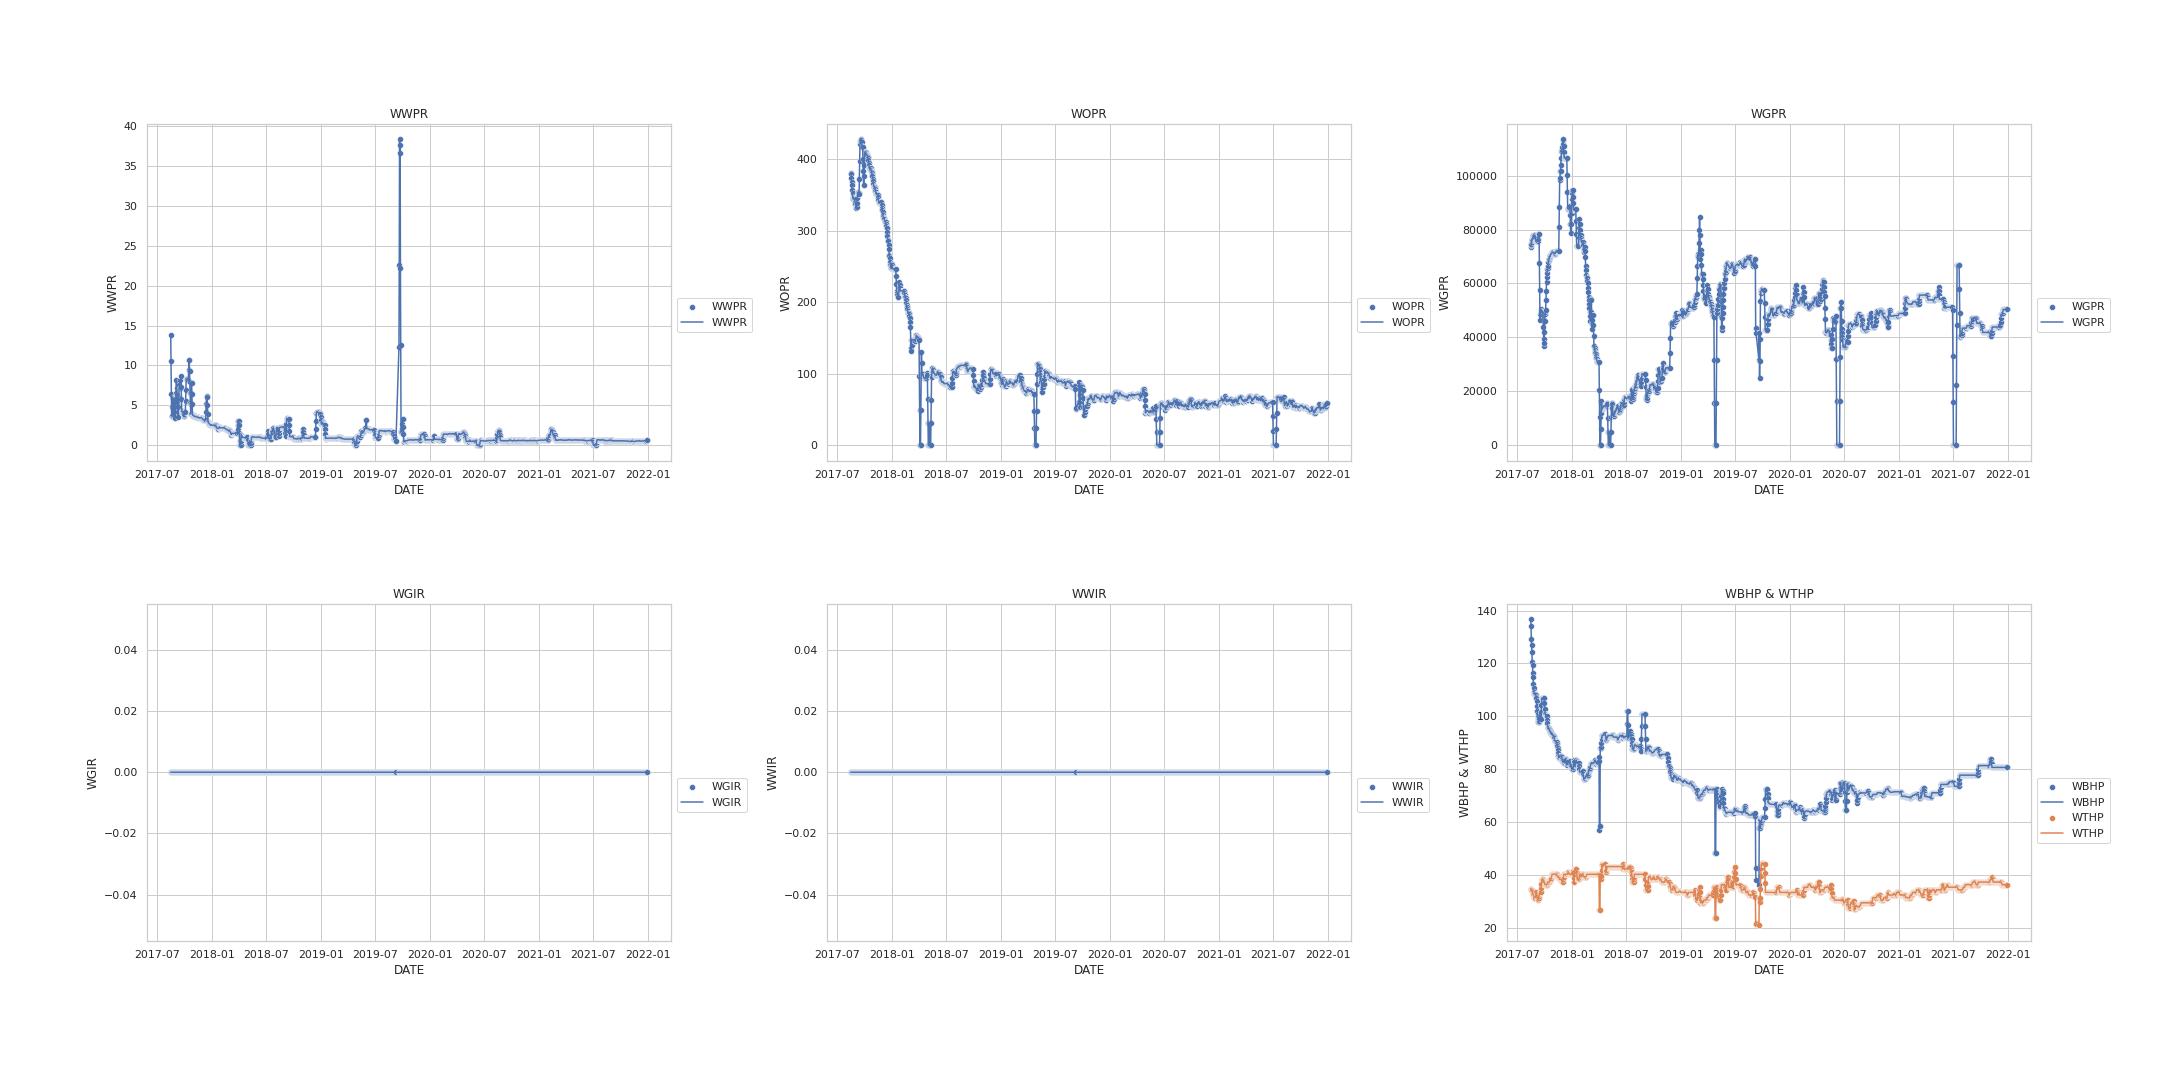 WWPR
WWPR
40
35
30
25
20
15
10
5
0
2017-07 2018-01 2018-07 2019-01 2019-07 2020-01 2020-07 2021-01 2021-07 2022-01
DATE
WWPR
WWPR
WOPR
WOPR
400
300
200
100
0
2017-07 2018-01 2018-07 2019-01 2019-07 2020-01 2020-07 2021-01 2021-07 2022-01
DATE
WOPR
WOPR
WGPR
WGPR
100000
80000
60000
40000
20000
0
2017-07 2018-01 2018-07 2019-01 2019-07 2020-01 2020-07 2021-01 2021-07 2022-01
DATE
WGPR
WGPR
WGIR
WGIR
0.04
0.02
0.00
−0.02
−0.04
2017-07 2018-01 2018-07 2019-01 2019-07 2020-01 2020-07 2021-01 2021-07 2022-01
DATE
WGIR
WGIR
WWIR
WWIR
0.04
0.02
0.00
−0.02
−0.04
2017-07 2018-01 2018-07 2019-01 2019-07 2020-01 2020-07 2021-01 2021-07 2022-01
DATE
WWIR
WWIR
WBHP & WTHP
WBHP & WTHP
140
120
100
80
60
40
20
2017-07 2018-01 2018-07 2019-01 2019-07 2020-01 2020-07 2021-01 2021-07 2022-01
DATE
WBHP
WBHP
WTHP
WTHP